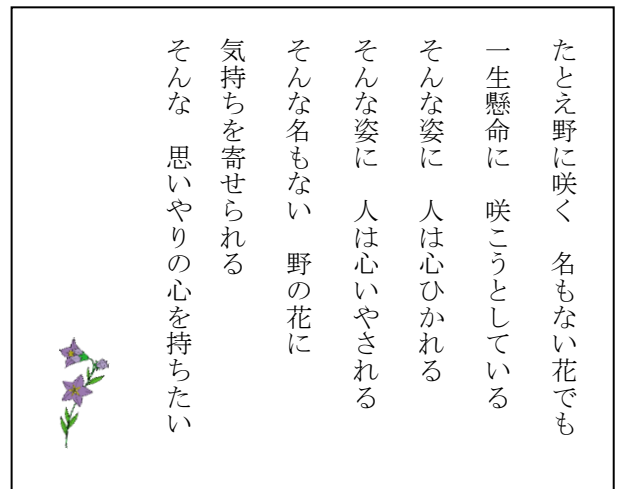 たとえ野に咲く　名もない花でも
一生懸命に　咲こうとしている
そんな姿に　人は心ひかれる
そんな姿に　人は心いやされる
そんな名もない　野の花に
気持ちを寄せられる
そんな　思いやりの心を持ちたい